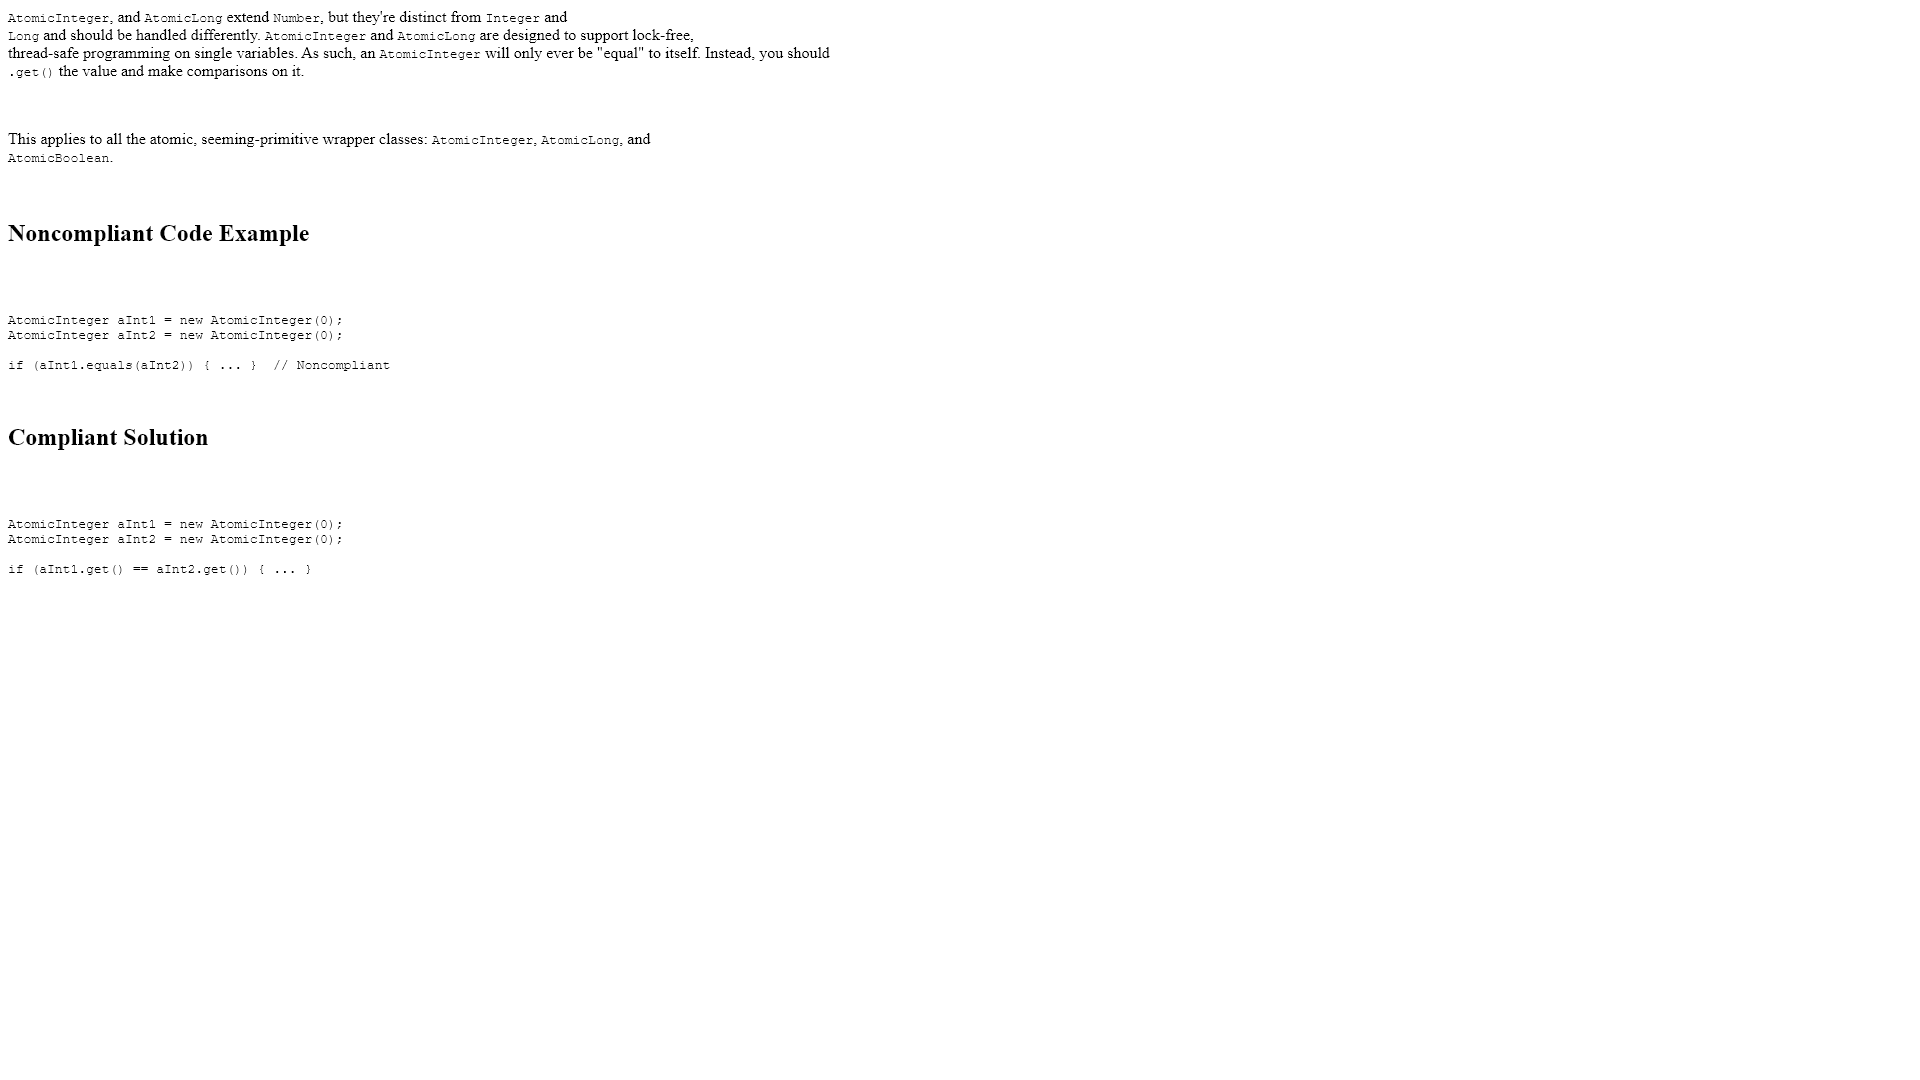 AtomicInteger, and AtomicLong extend Number, but they're distinct from Integer and
Long and should be handled differently. AtomicInteger and AtomicLong are designed to support lock-free,
thread-safe programming on single variables. As such, an AtomicInteger will only ever be "equal" to itself. Instead, you should
.get() the value and make comparisons on it.
This applies to all the atomic, seeming-primitive wrapper classes: AtomicInteger, AtomicLong, and
AtomicBoolean.
Noncompliant Code Example
AtomicInteger aInt1 = new AtomicInteger(0);
AtomicInteger aInt2 = new AtomicInteger(0);
if (aInt1.equals(aInt2)) { ... }  // Noncompliant
Compliant Solution
AtomicInteger aInt1 = new AtomicInteger(0);
AtomicInteger aInt2 = new AtomicInteger(0);
if (aInt1.get() == aInt2.get()) { ... }